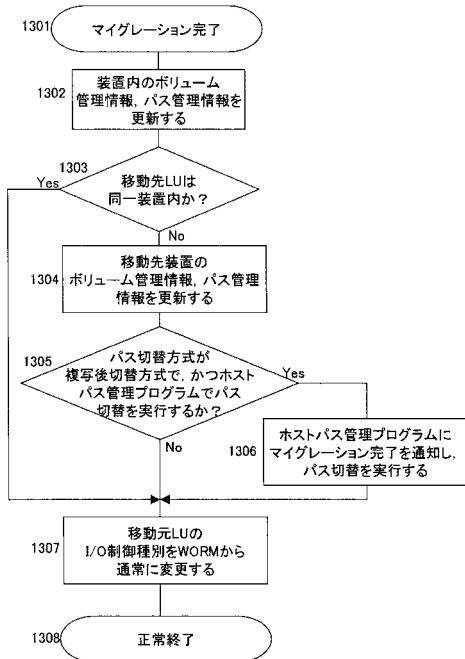 1301
マイグレーション完了
1302
装置内のボリューム
管理情報，パス管理情報を
更新する
1303
Yes
移動先LUは
同一装置内か？
No
1304
移動先装置の
ボリューム管理情報，パス管理
情報を更新する
1305
パス切替方式が
複写後切替方式で，かつホスト
パス管理プログラムでパス
切替を実行するか？
Yes
No
1306
ホストパス管理プログラムに
マイグレーション完了を通知し，
パス切替を実行する
1307
移動元LUの
I/O制御種別をWORMから
通常に変更する
1308
正常終了